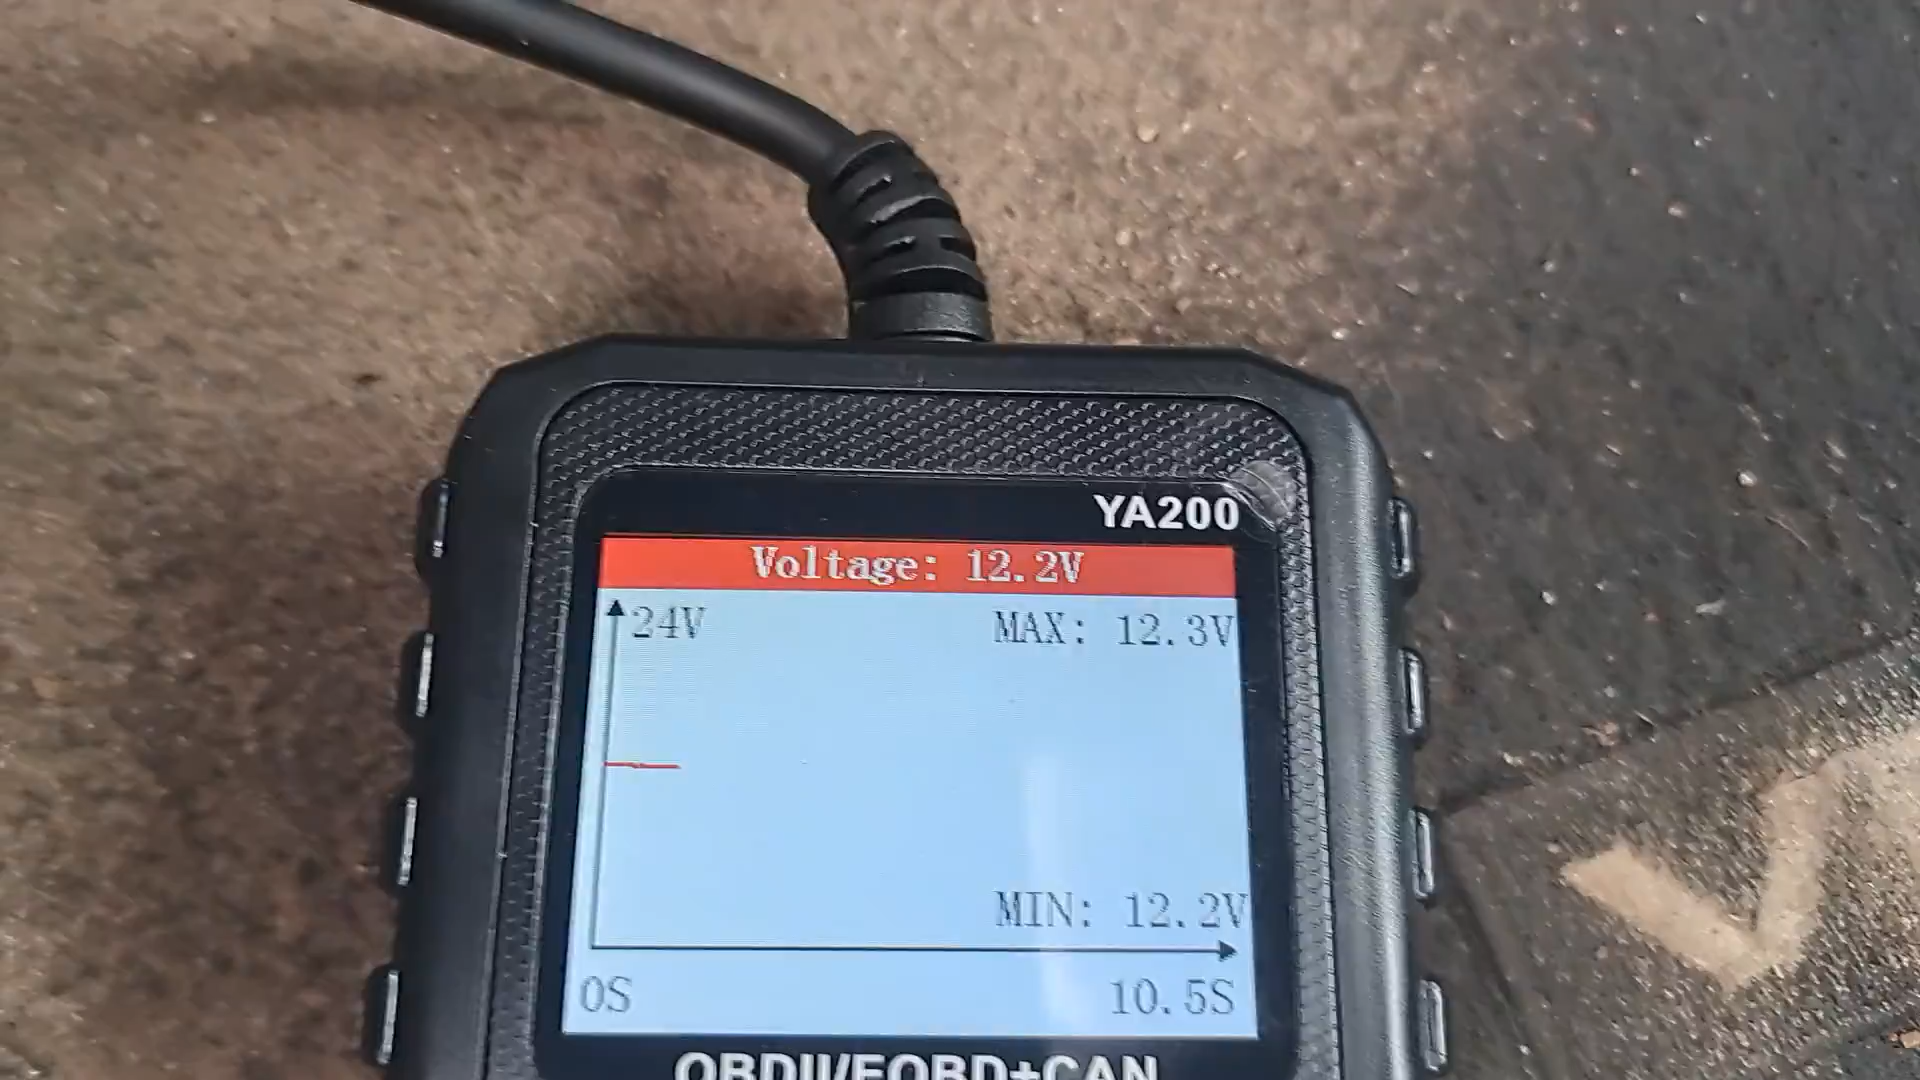 YA200
Voltage: 12.2V
24V
MAX: 12.3V
MIN: 12.2V
0S
10.5S
OBDII/EOBD+CAN